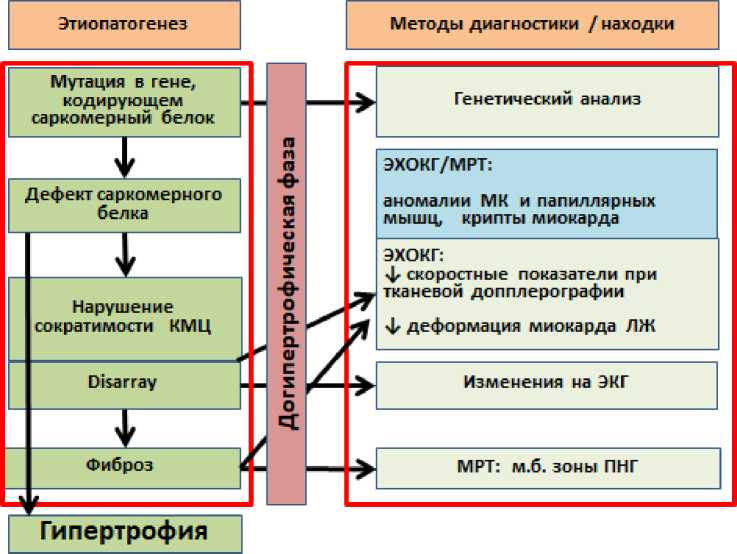 Этиопатогенез
Методы диагностики / находки
Мутация в гене,
кодирующем
саркомерный белок
Дефект саркомерного
белка
Нарушение
сократимости КМЦ
Disarray
Фиброз
Гипертрофия
Догипертрофическая фаза
Генетический анализ
ЭХОКГ/МРТ:
аномалии МК и папиллярных
мышц, крипты миокарда
ЭХОКГ:
↓ скоростные показатели при
тканевой допплерографии
↓ деформация миокарда ЛЖ
Изменения на ЭКГ
МРТ: м.б. зоны ПНГ